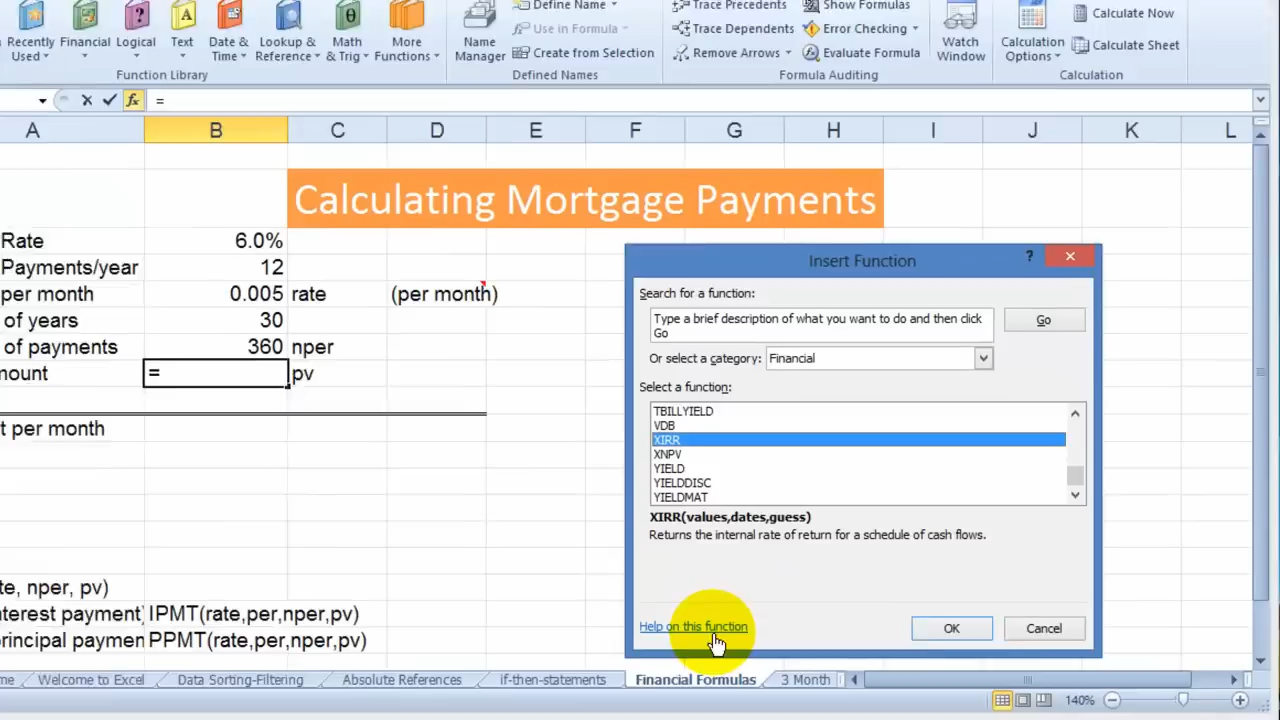 Define Name
Trace Precedents
Show Formulas
Calculate Now
Use in Formula
Trace Dependents
Error Checking
Calculate Sheet
Create from Selection
Remove Arrows
Evaluate Formula
Recently Used
Financial
Logical
Text
Date & Time
Lookup & Reference
Math & Trig
More Functions
Name Manager
Watch Window
Calculation Options
Function Library
Defined Names
Formula Auditing
Calculation
fx =
A B C D E F G H I J K L
Calculating Mortgage Payments
Rate 6.0%
Payments/year 12
per month 0.005 rate (per month)
of years 30
of payments 360 nper
= pv
per month
nper, pv)
payment) IPMT(rate,per,nper,pv)
PPMT(rate,per,nper,pv)
Insert Function
?
Search for a function:
Type a brief description of what you want to do and then click
Go
Go
Or select a category: Financial
Select a function:
TBILLYIELD
VDB
XIRR
XNPV
YIELD
YIELDDISC
YIELDMAT
XIRR(values,dates,guess)
Returns the internal rate of return for a schedule of cash flows.
Help on this function
OK
Cancel
Welcome to Excel
Data Sorting-Filtering
Absolute References
if-then-statements
Financial Formulas
3 Month
140%